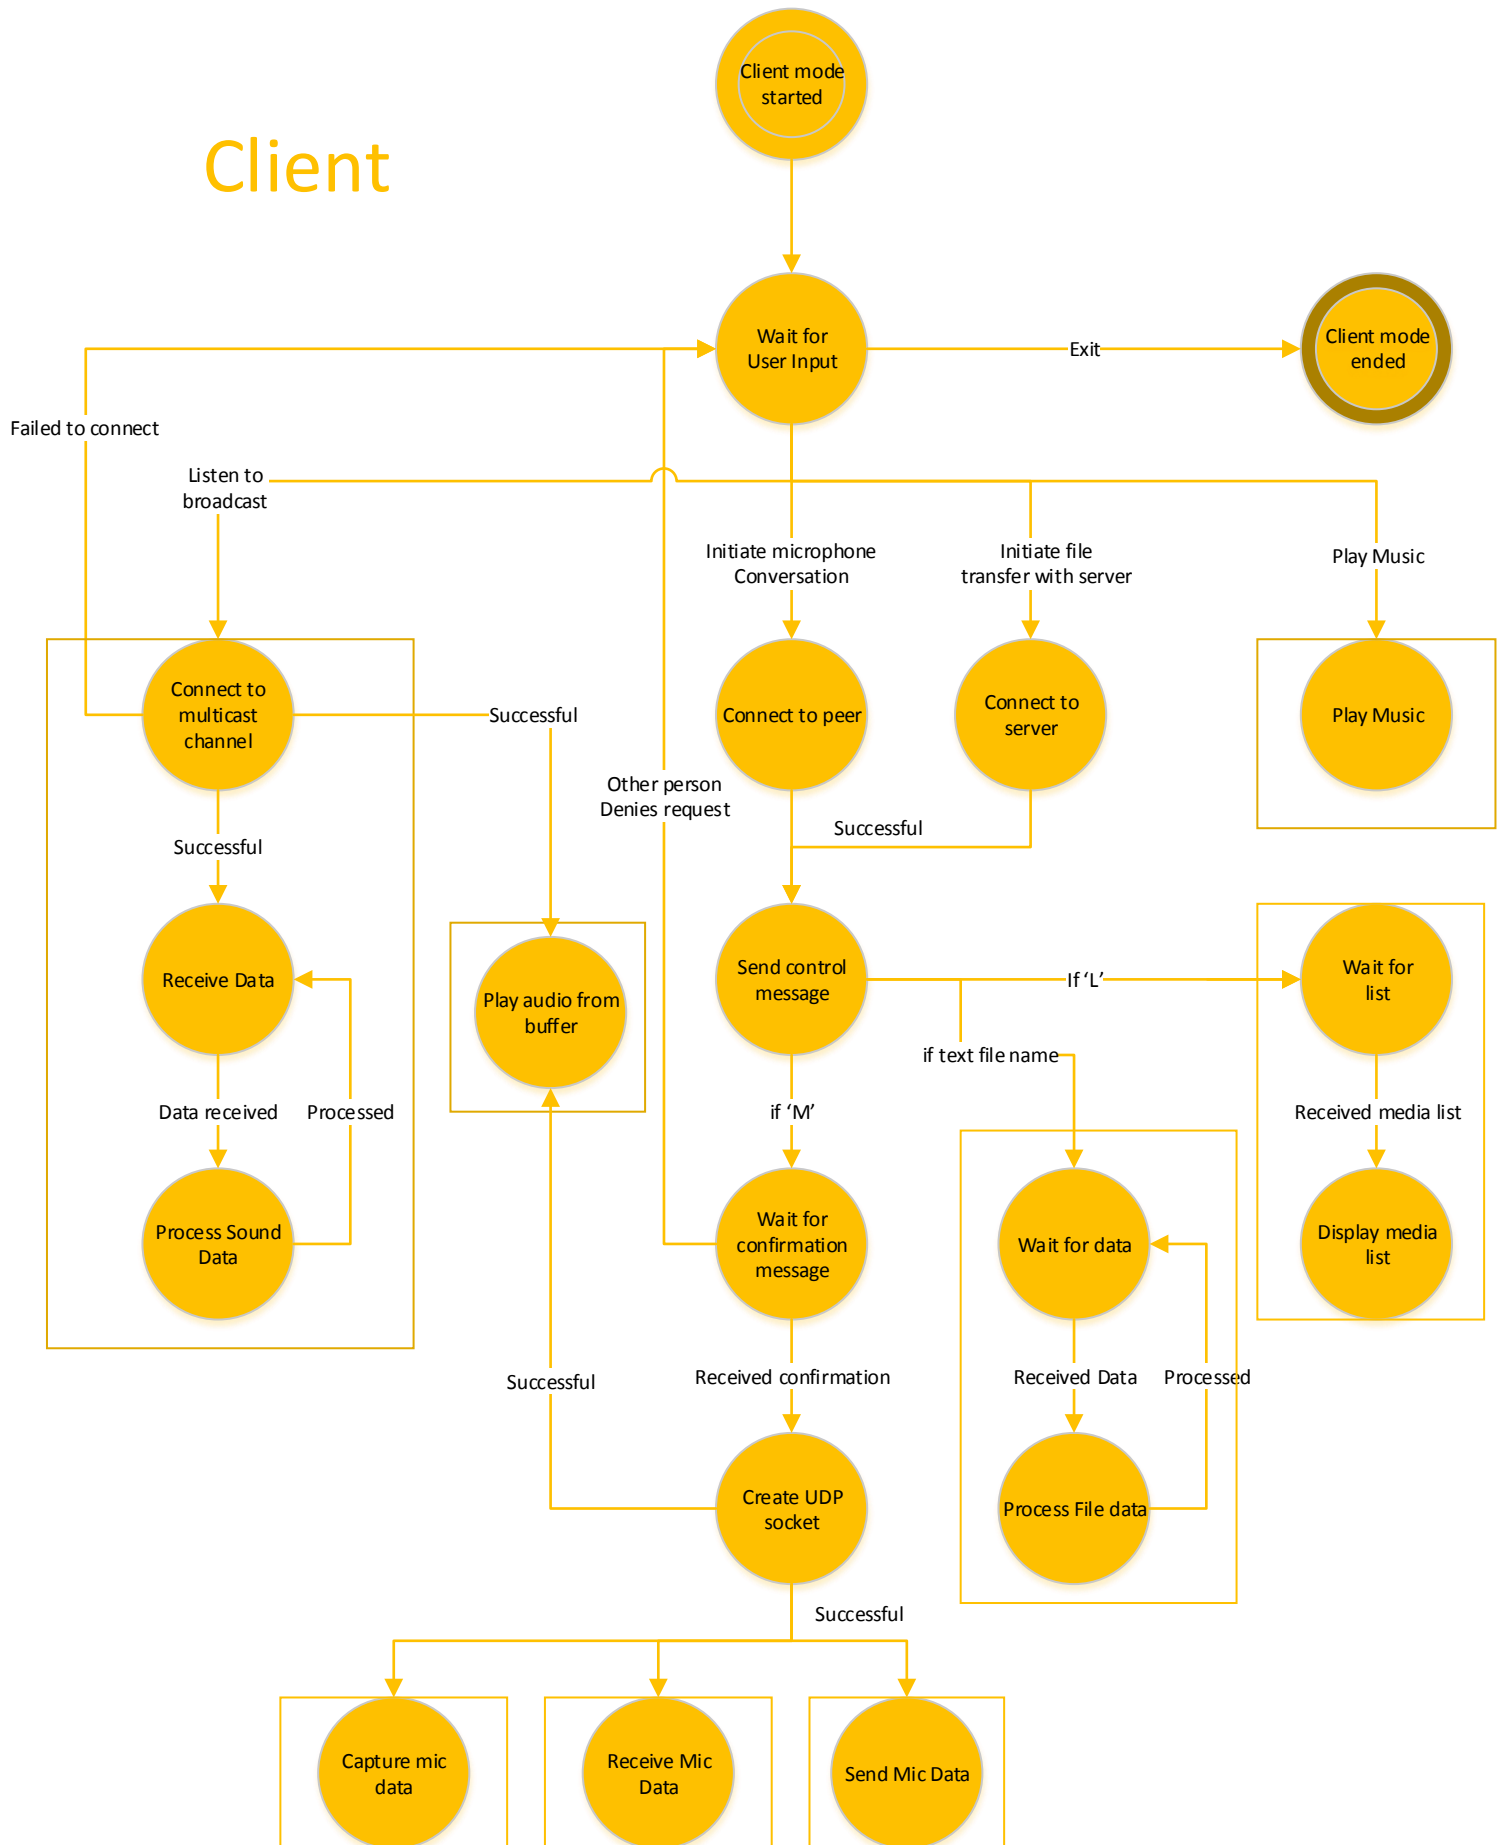 Client mode
started
Client
Wait for
User Input
Exit
Client mode
ended
Failed to connect
Listen to
broadcast
Initiate microphone
Conversation
Initiate file
transfer with server
Play Music
Connect to
multicast
channel
Successful
Connect to peer
Connect to
server
Play Music
Other person
Denies request
Successful
Successful
Receive Data
Play audio from
buffer
Send control
message
If ‘L’
Wait for
list
if text file name
Data received
Processed
if ‘M’
Received media list
Process Sound
Data
Wait for
confirmation
message
Wait for data
Display media
list
Successful
Received confirmation
Received Data
Processed
Create UDP
socket
Process File data
Successful
Capture mic
data
Receive Mic
Data
Send Mic Data